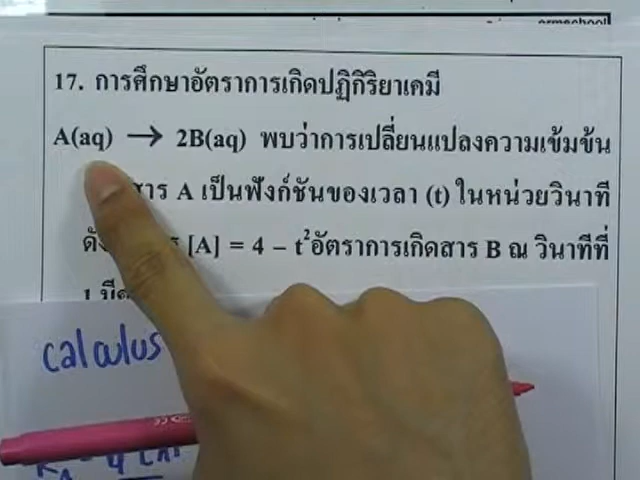 17. การศึกษาอัตราการเกิดปฏิกิริยาเคมี
A(aq) → 2B(aq) พบว่าการเปลี่ยนแปลงความเข้มข้น
สาร A เป็นฟังก์ชันของเวลา (t) ในหน่วยวินาที
[A] = 4 – t² อัตราการเกิดสาร B ณ วินาทีที่
1
calculus